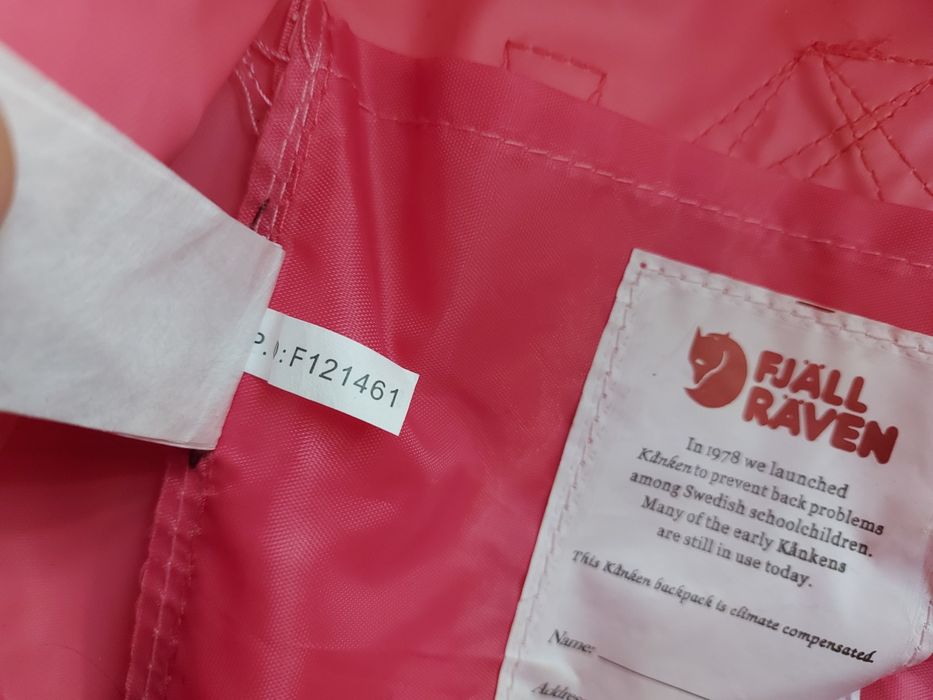 P.O:F121461
FJÄLL
RÄVEN
In 1978 we launched
Kånken to prevent back problems
among Swedish schoolchildren.
Many of the early Kånkens
are still in use today.
This Kånken backpack is climate compensated.
Name: